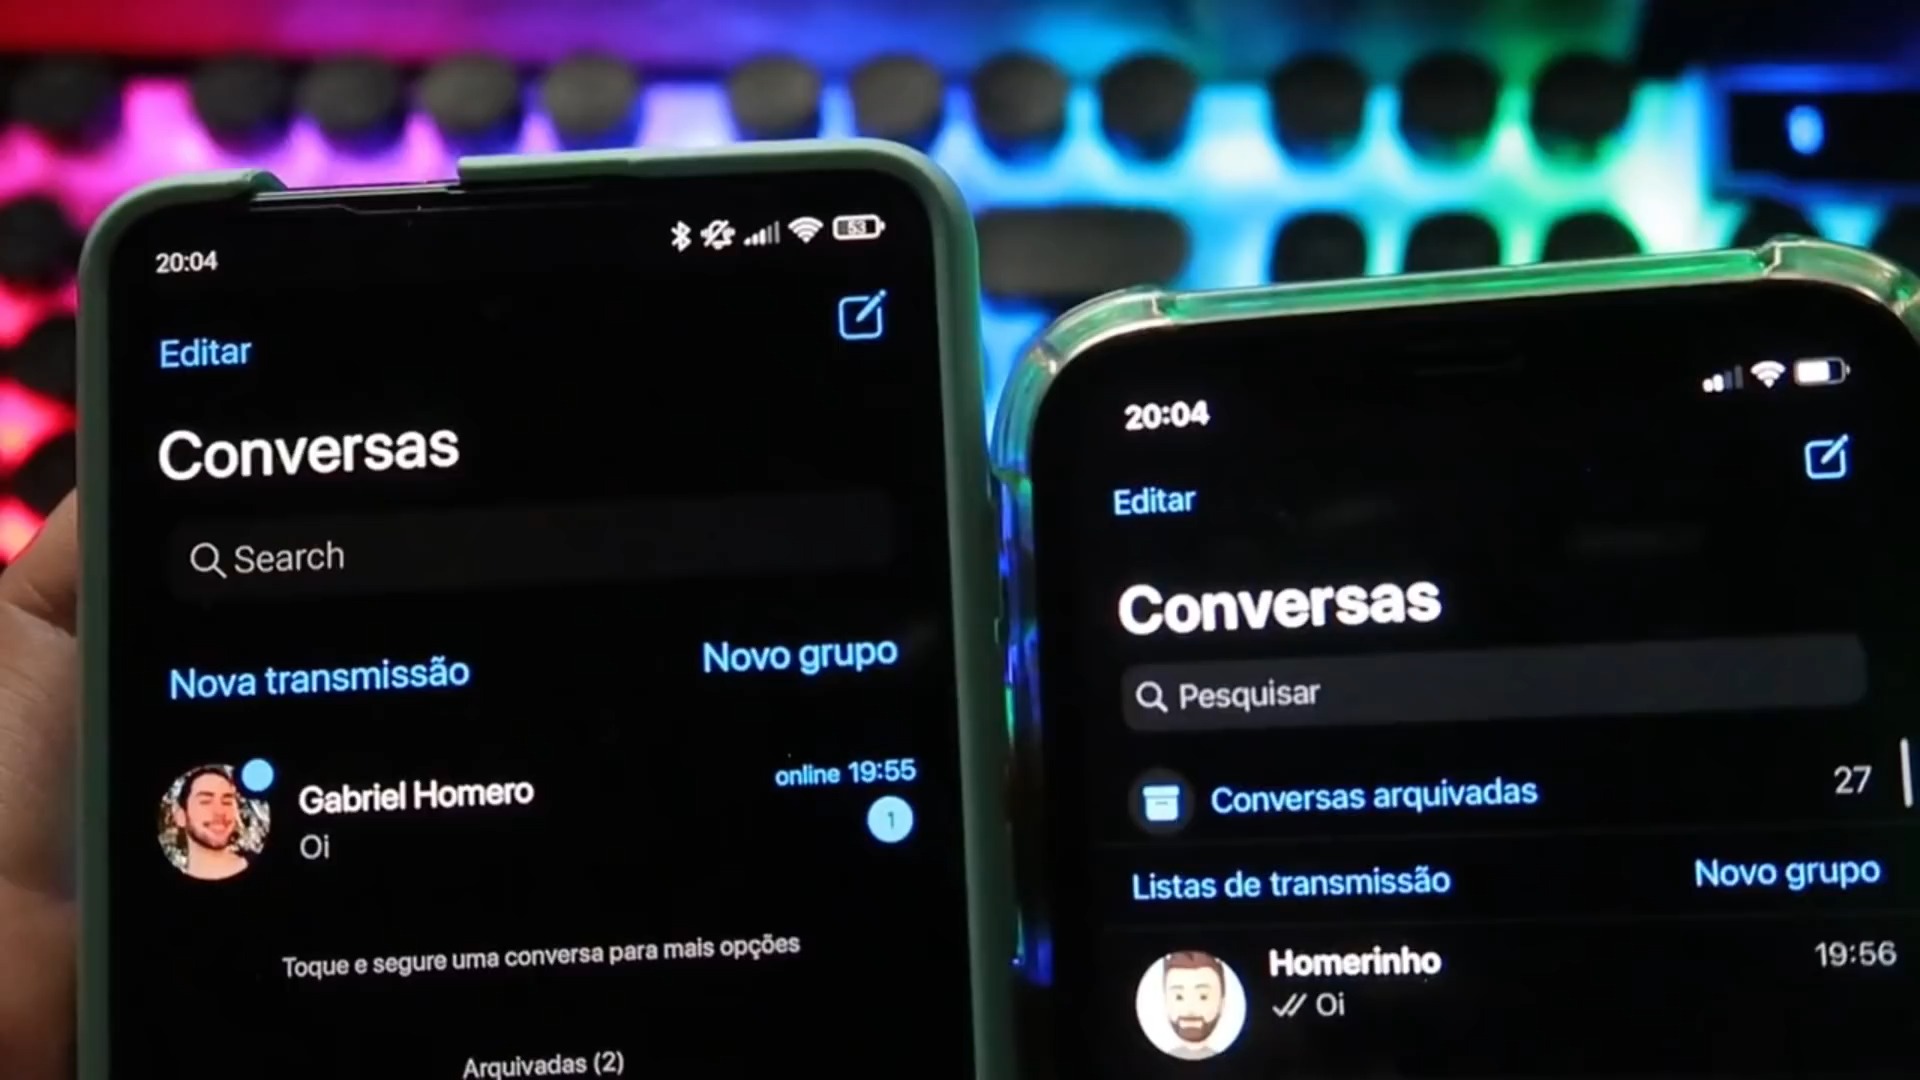 20:04
53
Editar
Conversas
Search
Nova transmissão
Novo grupo
Gabriel Homero
online 19:55
Oi
1
Toque e segure uma conversa para mais opções
Arquivadas (2)
20:04
Editar
Conversas
Pesquisar
Conversas arquivadas
27
Listas de transmissão
Novo grupo
Homerinho
19:56
Oi